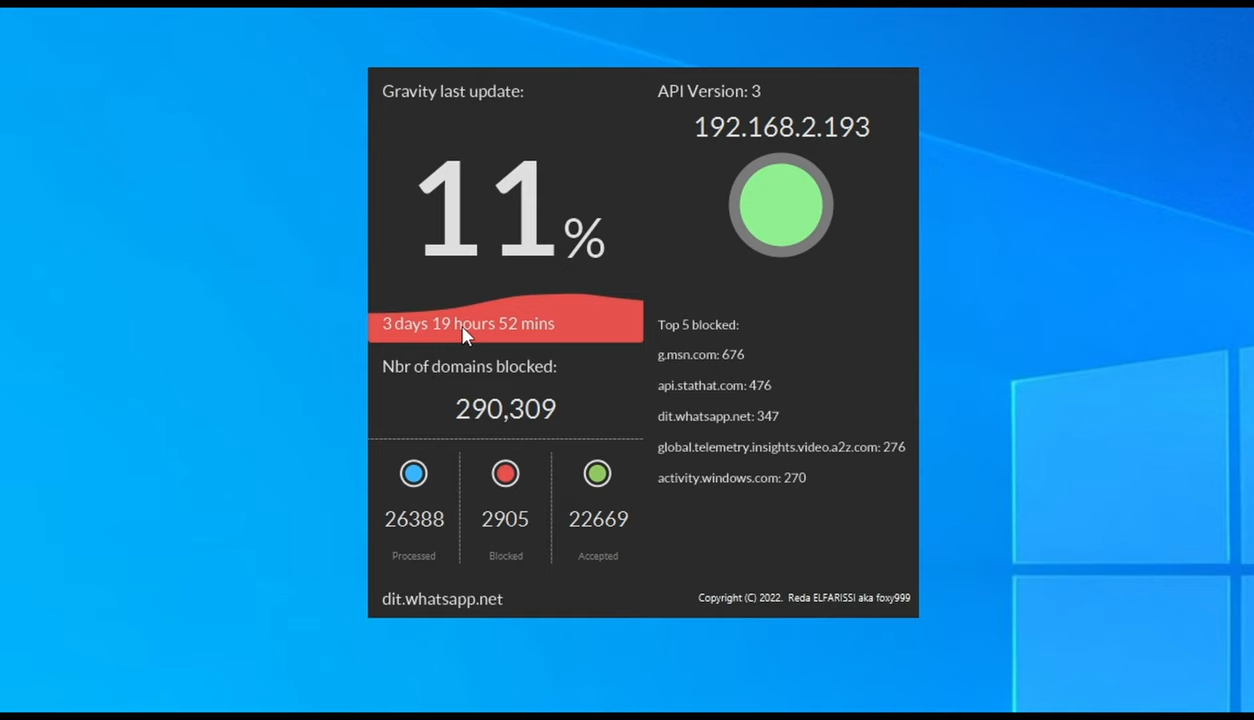 Gravity last update:
11%
3 days 19 hours 52 mins
Nbr of domains blocked:
290,309
26388 2905 22669
Processed Blocked Accepted
dit.whatsapp.net
API Version: 3
192.168.2.193
Top 5 blocked:
g.msn.com: 676
api.stathat.com: 476
dit.whatsapp.net: 347
global.telemetry.insights.video.a2z.com: 276
activity.windows.com: 270
Copyright (C) 2022. Reda ELFARISSI aka foxy999